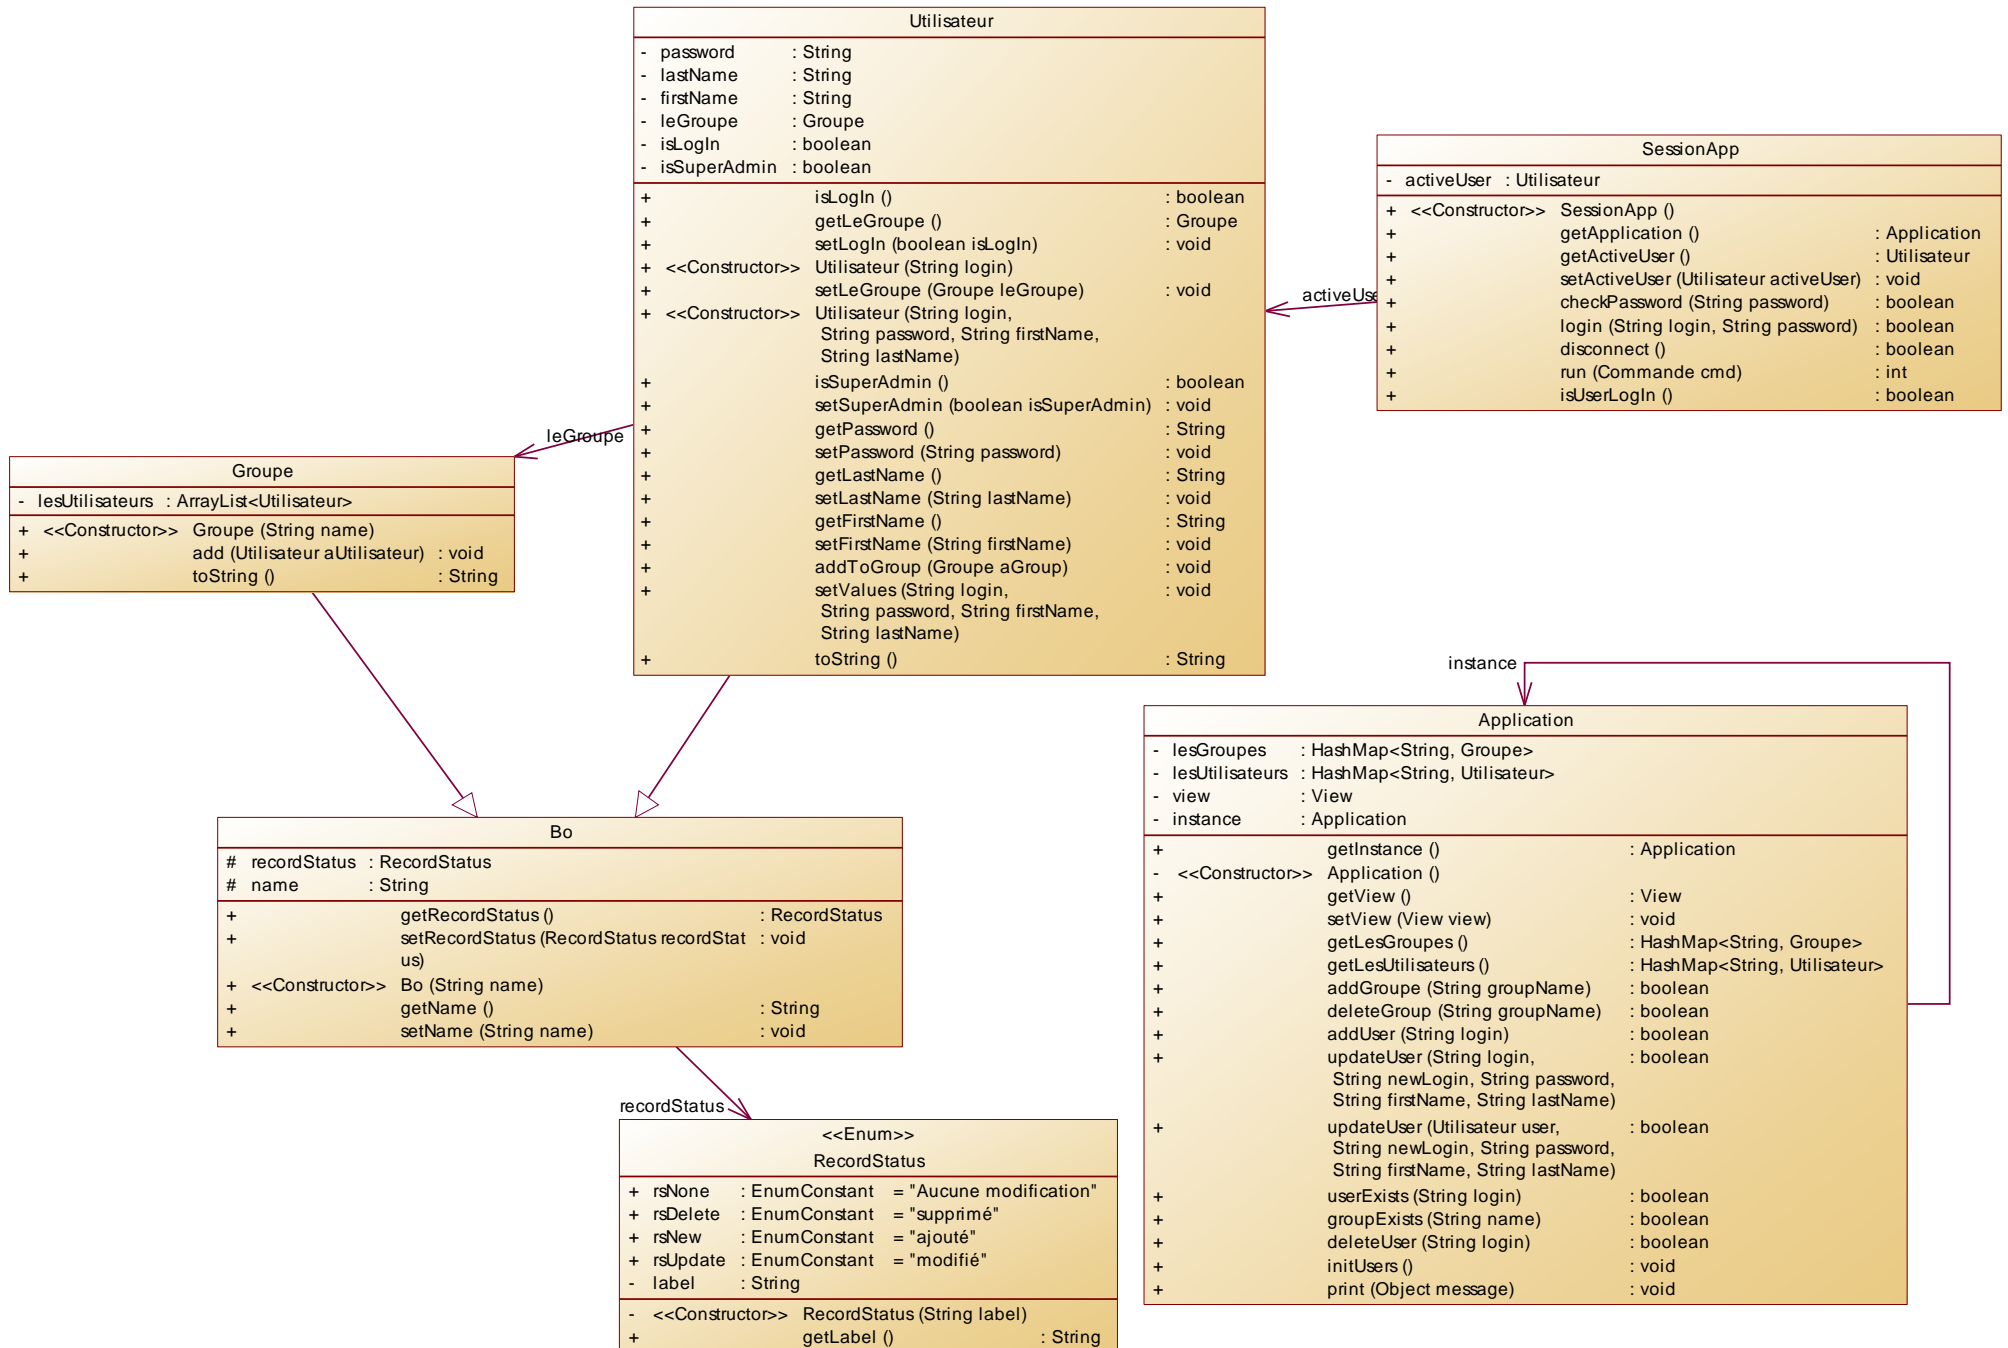 Utilisateur
- password : String
- lastName : String
- firstName : String
- leGroupe : Groupe
- isLogIn : boolean
- isSuperAdmin : boolean
+ isLogIn () : boolean
+ getLeGroupe () : Groupe
+ setLogIn (boolean isLogIn) : void
+ <<Constructor>> Utilisateur (String login)
+ setLeGroupe (Groupe leGroupe) : void
+ <<Constructor>> Utilisateur (String login,
String password, String firstName,
String lastName)
+ isSuperAdmin () : boolean
+ setSuperAdmin (boolean isSuperAdmin) : void
+ getPassword () : String
+ setPassword (String password) : void
+ getLastName () : String
+ setLastName (String lastName) : void
+ getFirstName () : String
+ setFirstName (String firstName) : void
+ addToGroup (Groupe aGroup) : void
+ setValues (String login, : void
String password, String firstName,
String lastName)
+ toString () : String
SessionApp
- activeUser : Utilisateur
+ <<Constructor>> SessionApp ()
+ getApplication () : Application
+ getActiveUser () : Utilisateur
+ setActiveUser (Utilisateur activeUser) : void
+ checkPassword (String password) : boolean
+ login (String login, String password) : boolean
+ disconnect () : boolean
+ run (Commande cmd) : int
+ isUserLogIn () : boolean
activeUse
leGroupe
Groupe
- lesUtilisateurs : ArrayList<Utilisateur>
+ <<Constructor>> Groupe (String name)
+ add (Utilisateur aUtilisateur) : void
+ toString () : String
instance
Application
- lesGroupes : HashMap<String, Groupe>
- lesUtilisateurs : HashMap<String, Utilisateur>
- view : View
- instance : Application
+ getInstance () : Application
- <<Constructor>> Application ()
+ getView () : View
+ setView (View view) : void
+ getLesGroupes () : HashMap<String, Groupe>
+ getLesUtilisateurs () : HashMap<String, Utilisateur>
+ addGroupe (String groupName) : boolean
+ deleteGroup (String groupName) : boolean
+ addUser (String login) : boolean
+ updateUser (String login, : boolean
String newLogin, String password,
String firstName, String lastName)
+ updateUser (Utilisateur user, : boolean
String newLogin, String password,
String firstName, String lastName)
+ userExists (String login) : boolean
+ groupExists (String name) : boolean
+ deleteUser (String login) : boolean
+ initUsers () : void
+ print (Object message) : void
Bo
# recordStatus : RecordStatus
# name : String
+ getRecordStatus () : RecordStatus
+ setRecordStatus (RecordStatus recordStat : void
us)
+ <<Constructor>> Bo (String name)
+ getName () : String
+ setName (String name) : void
recordStatus
<<Enum>>
RecordStatus
+ rsNone : EnumConstant = "Aucune modification"
+ rsDelete : EnumConstant = "supprimé"
+ rsNew : EnumConstant = "ajouté"
+ rsUpdate : EnumConstant = "modifié"
- label : String
- <<Constructor>> RecordStatus (String label)
+ getLabel () : String